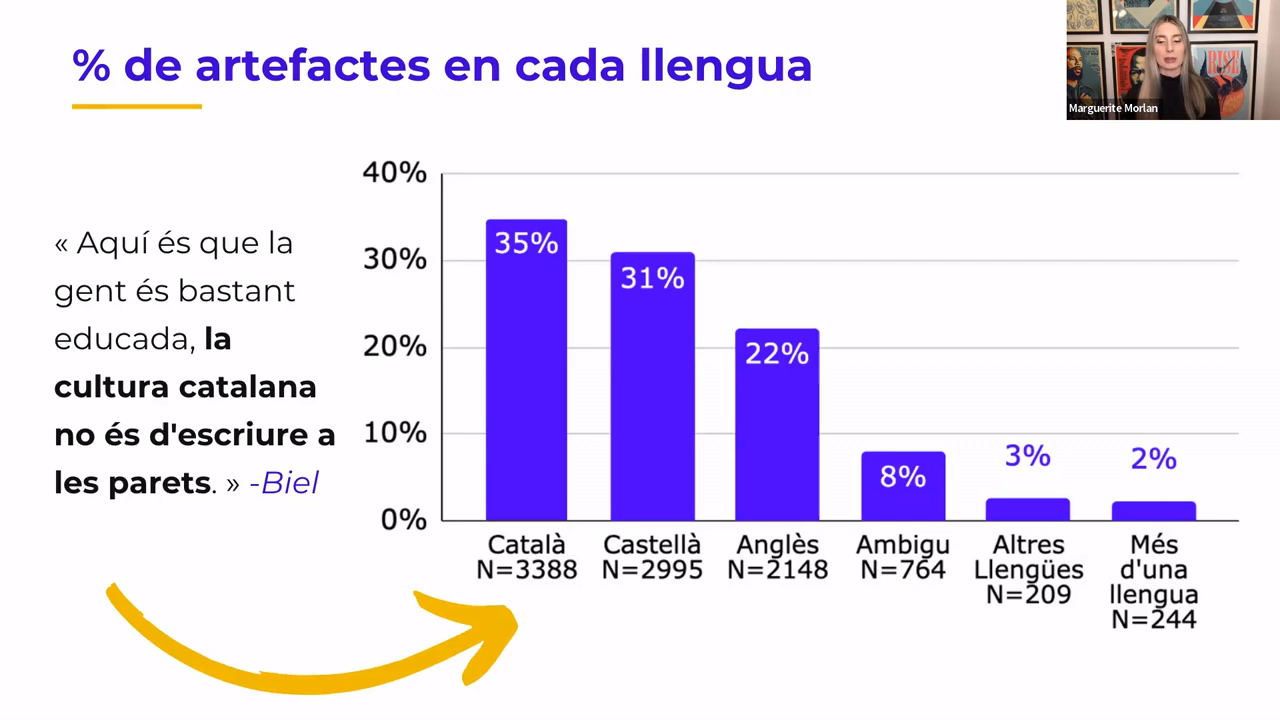 % de artefactes en cada llengua
Marguerite Morlan
« Aquí és que la
gent és bastant
educada, la
cultura catalana
no és d'escriure a
les parets. » -Biel
40%
30%
20%
10%
0%
35%
31%
22%
8%
3%
2%
Català
N=3388
Castellà
N=2995
Anglès
N=2148
Ambigu
N=764
Altres
Llengües
N=209
Més
d'una
llengua
N=244
RISE